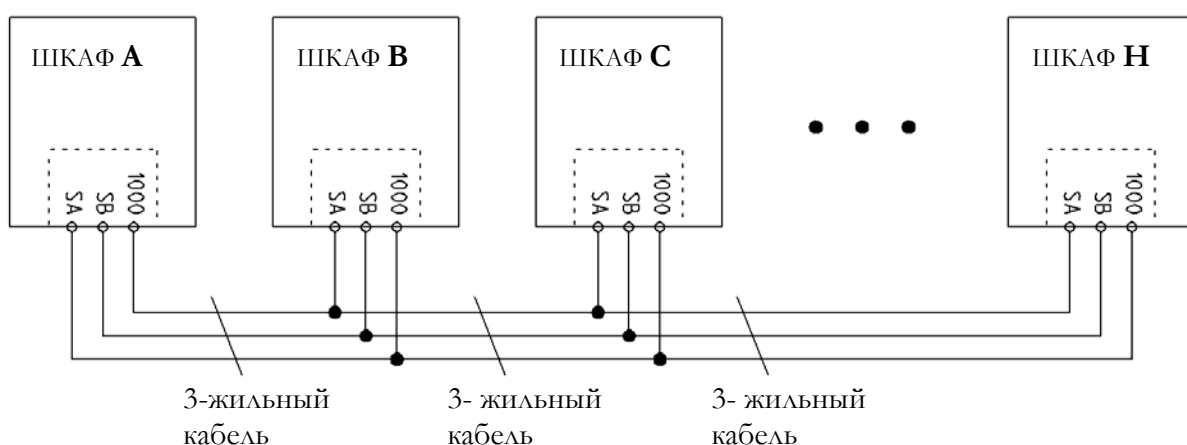 ШКАФ A
ШКАФ B
ШКАФ C
ШКАФ H
SA SB 1000
SA SB 1000
SA SB 1000
SA SB 1000
3-жильный кабель
3- жильный кабель
3- жильный кабель